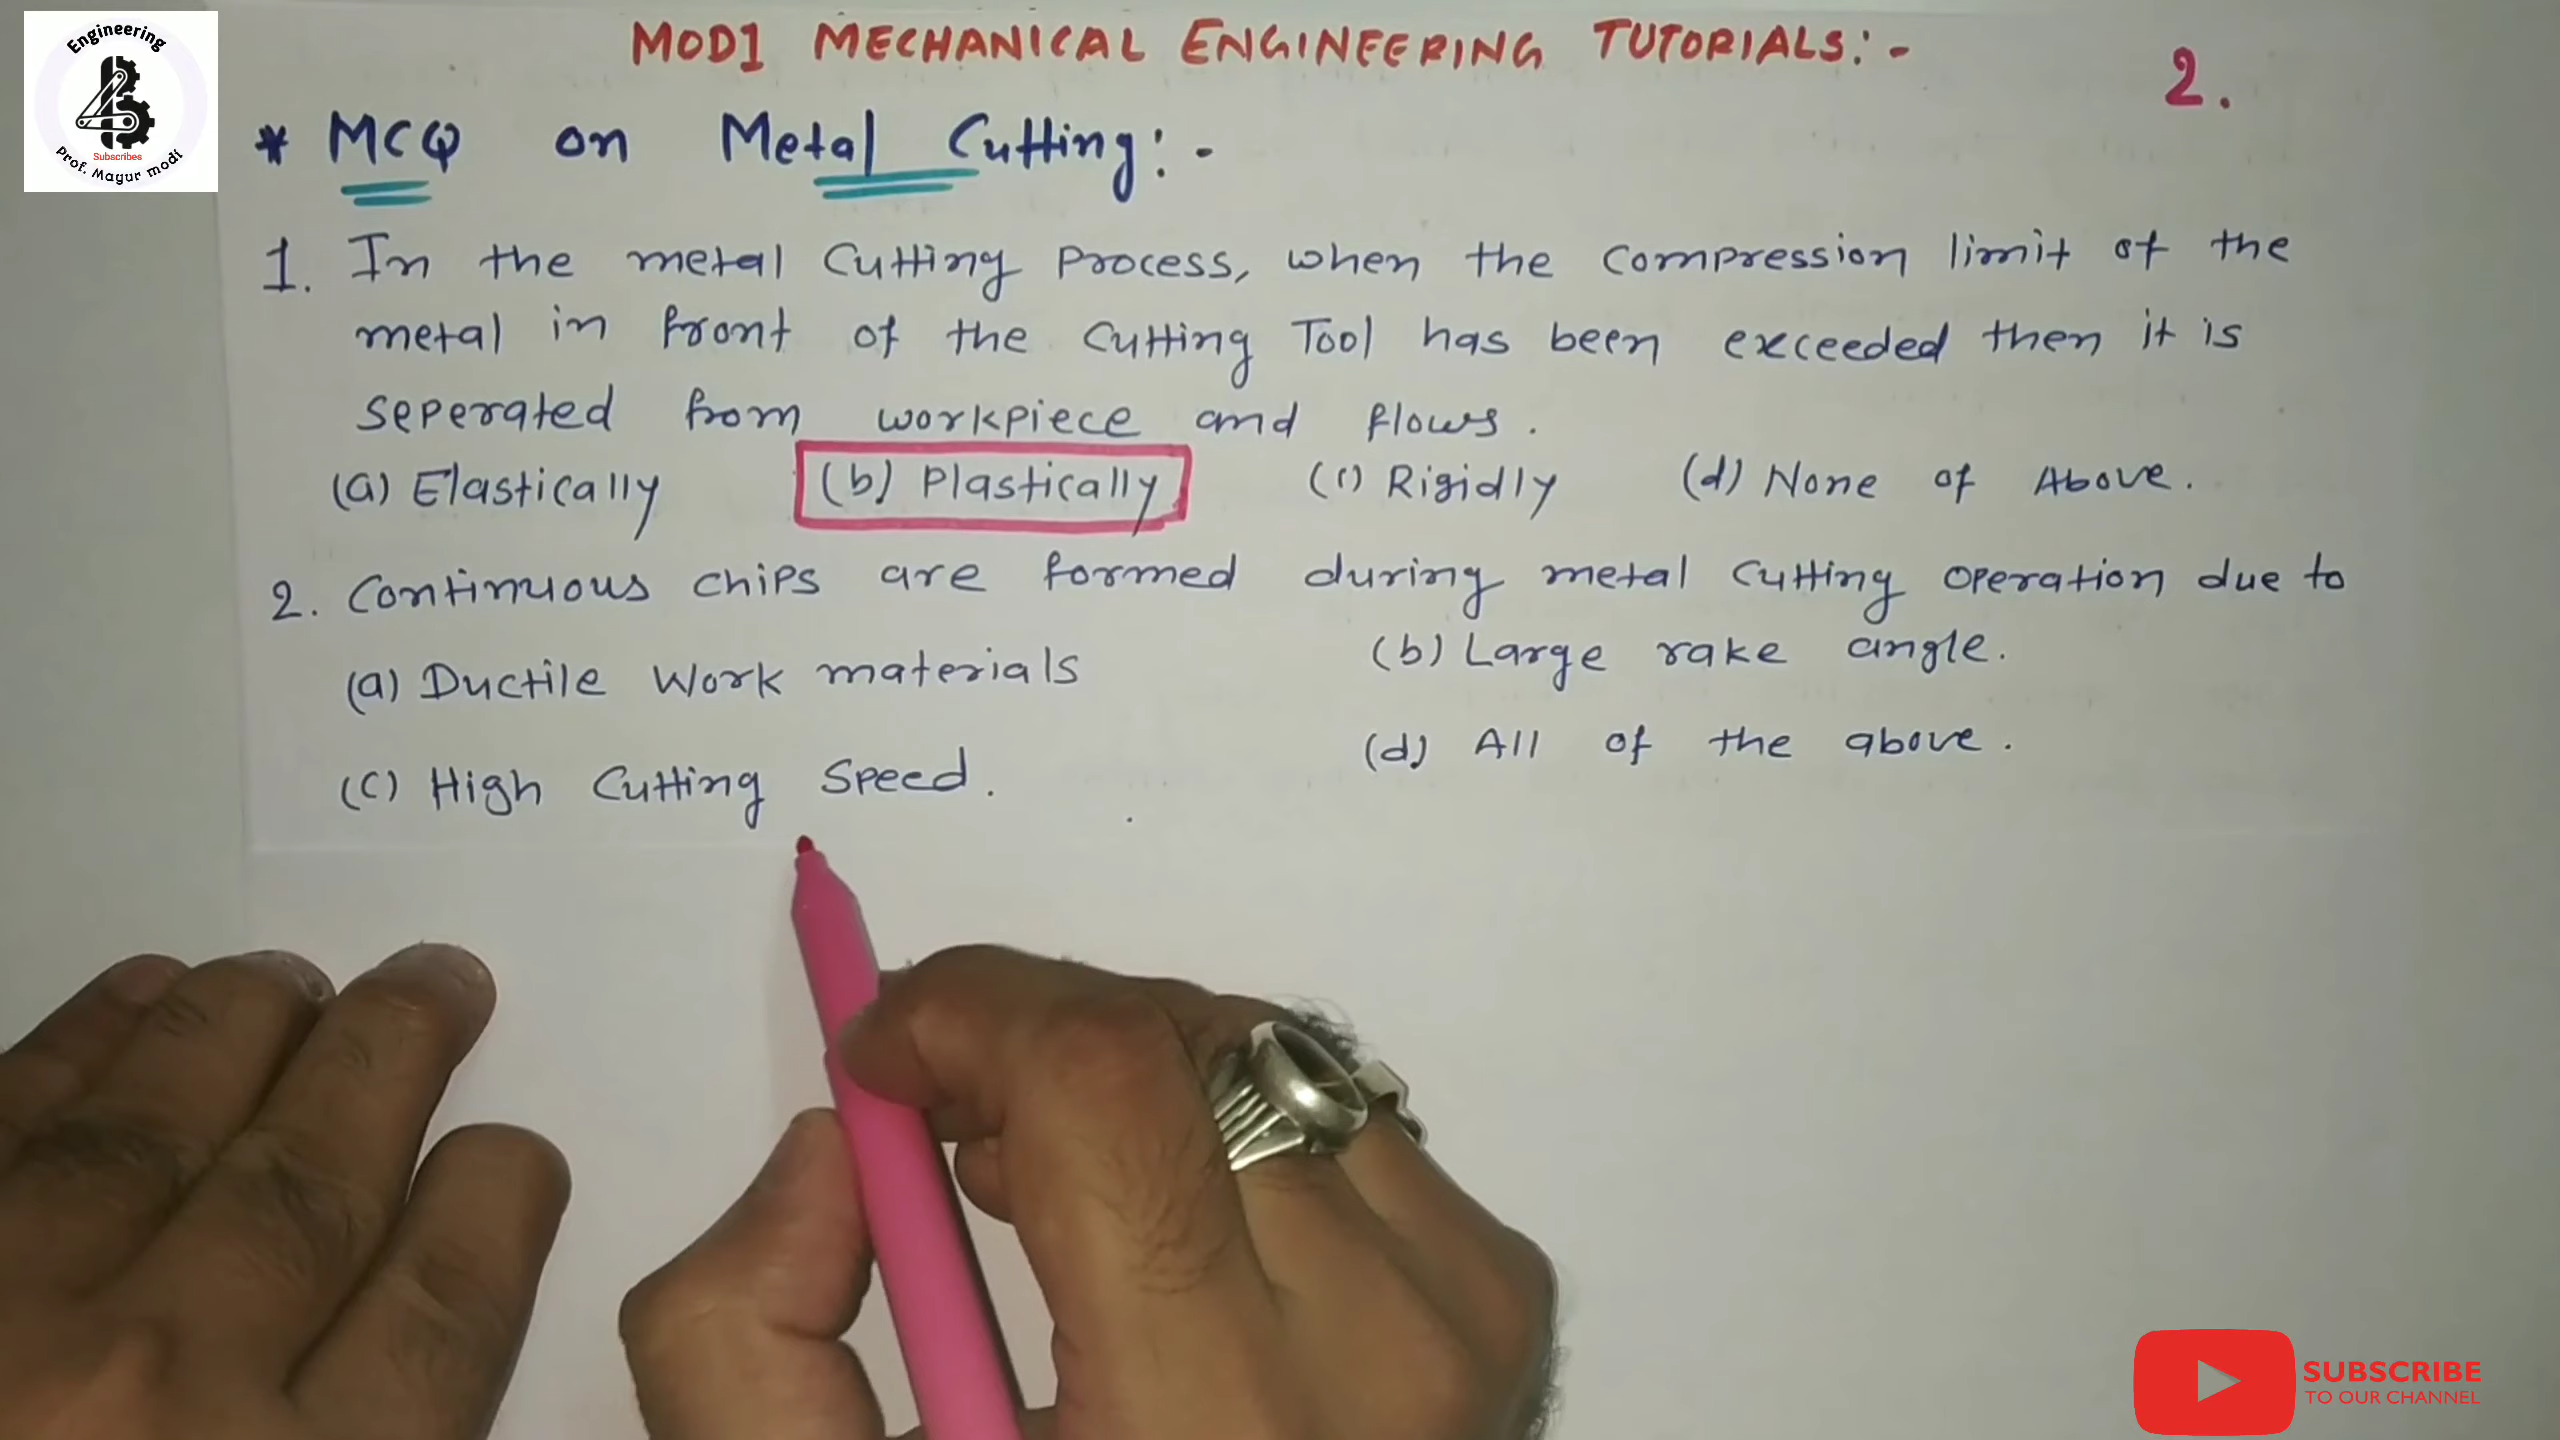 Engineering
Subscribes
Prof. Mayur modi
MODI MECHANICAL ENGINEERING TUTORIALS:-
2.
* MCQ on Metal Cutting:-
1. In the metal Cutting Process, when the compression limit of the
metal in front of the Cutting Tool has been exceeded then it is
seperated from workpiece and flows.
(a) Elastically (b) Plastically (c) Rigidly (d) None of Above.
2. Continuous chips are formed during metal Cutting operation due to
(a) Ductile Work materials (b) Large rake angle.
(c) High Cutting Speed. (d) All of the above.
SUBSCRIBE
TO OUR CHANNEL